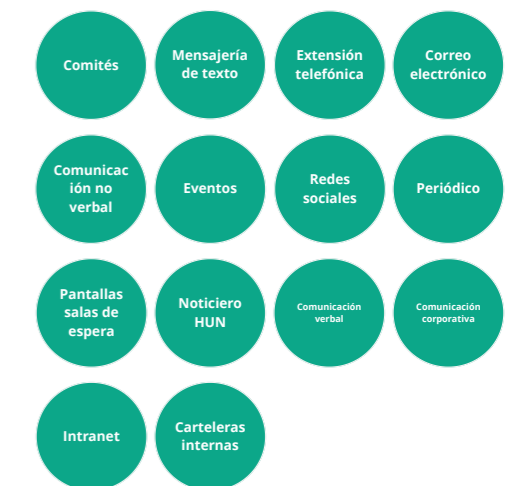 Comités
Mensajería
de texto
Extensión
telefónica
Correo
electrónico
Comunicac
ión no
verbal
Eventos
Redes
sociales
Periódico
Pantallas
salas de
espera
Noticiero
HUN
Comunicación
verbal
Comunicación
corporativa
Intranet
Carteleras
internas